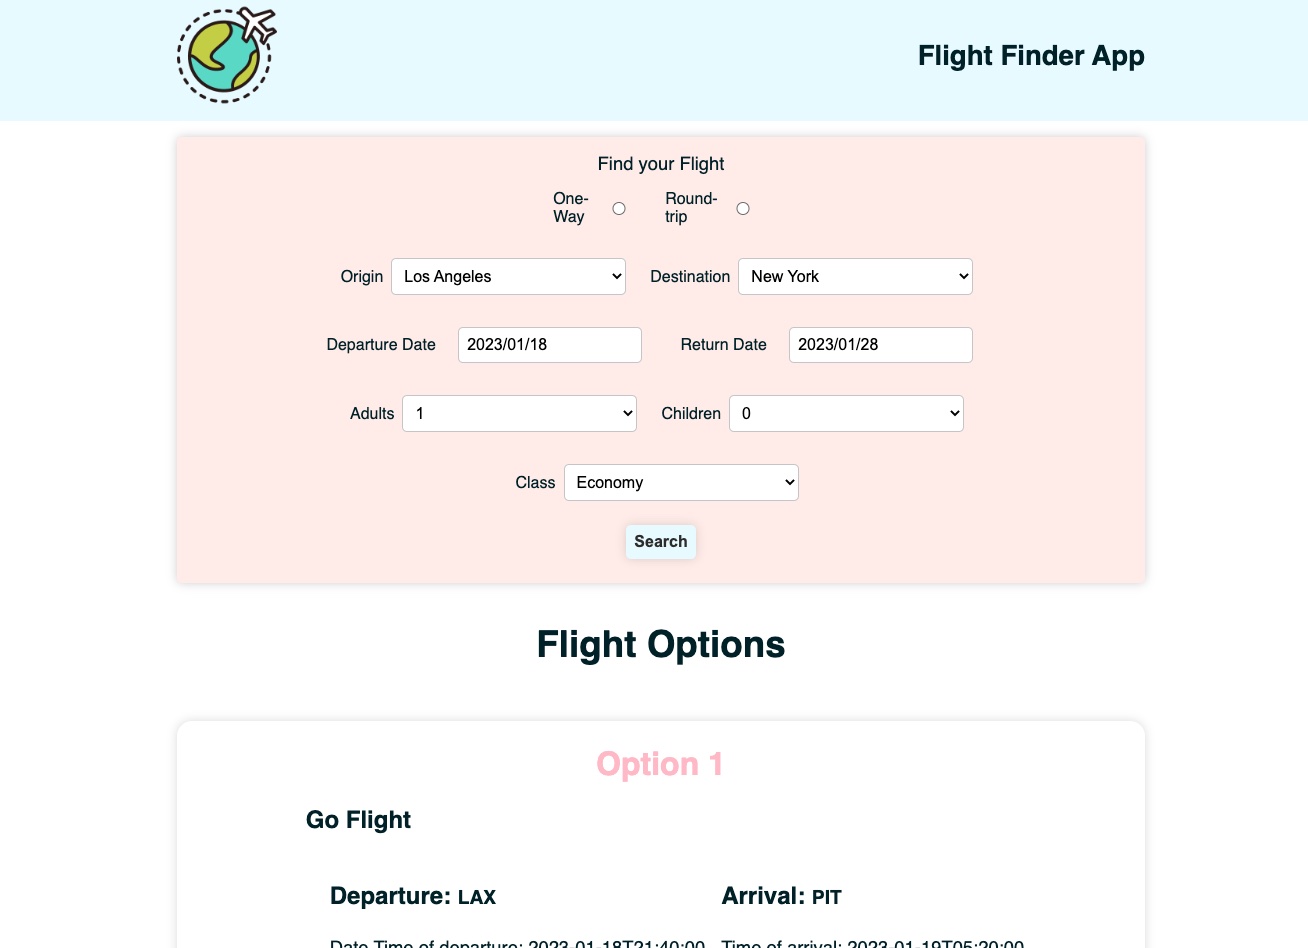 Flight Finder App
Find your Flight
One-
Way
Round-
trip
Origin Los Angeles Destination New York
Departure Date 2023/01/18 Return Date 2023/01/28
Adults 1 Children 0
Class Economy
Search
Flight Options
Option 1
Go Flight
Departure: LAX Arrival: PIT
Date Time of departure: 2023-01-18T21:40:00 Time of arrival: 2023-01-19T05:20:00